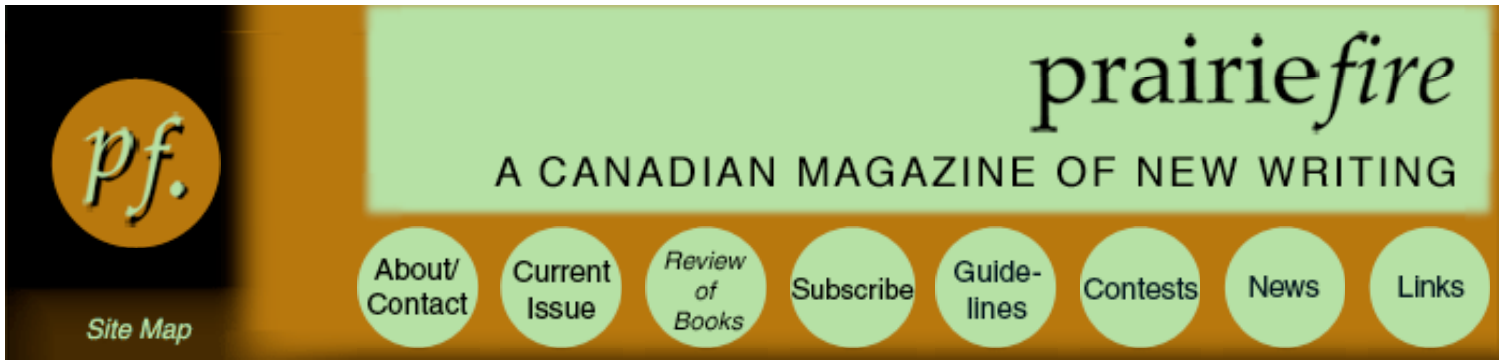 prairiefire
A CANADIAN MAGAZINE OF NEW WRITING
pf.
Site Map
About/
Contact
Current
Issue
Review
of
Books
Subscribe
Guide-
lines
Contests
News
Links